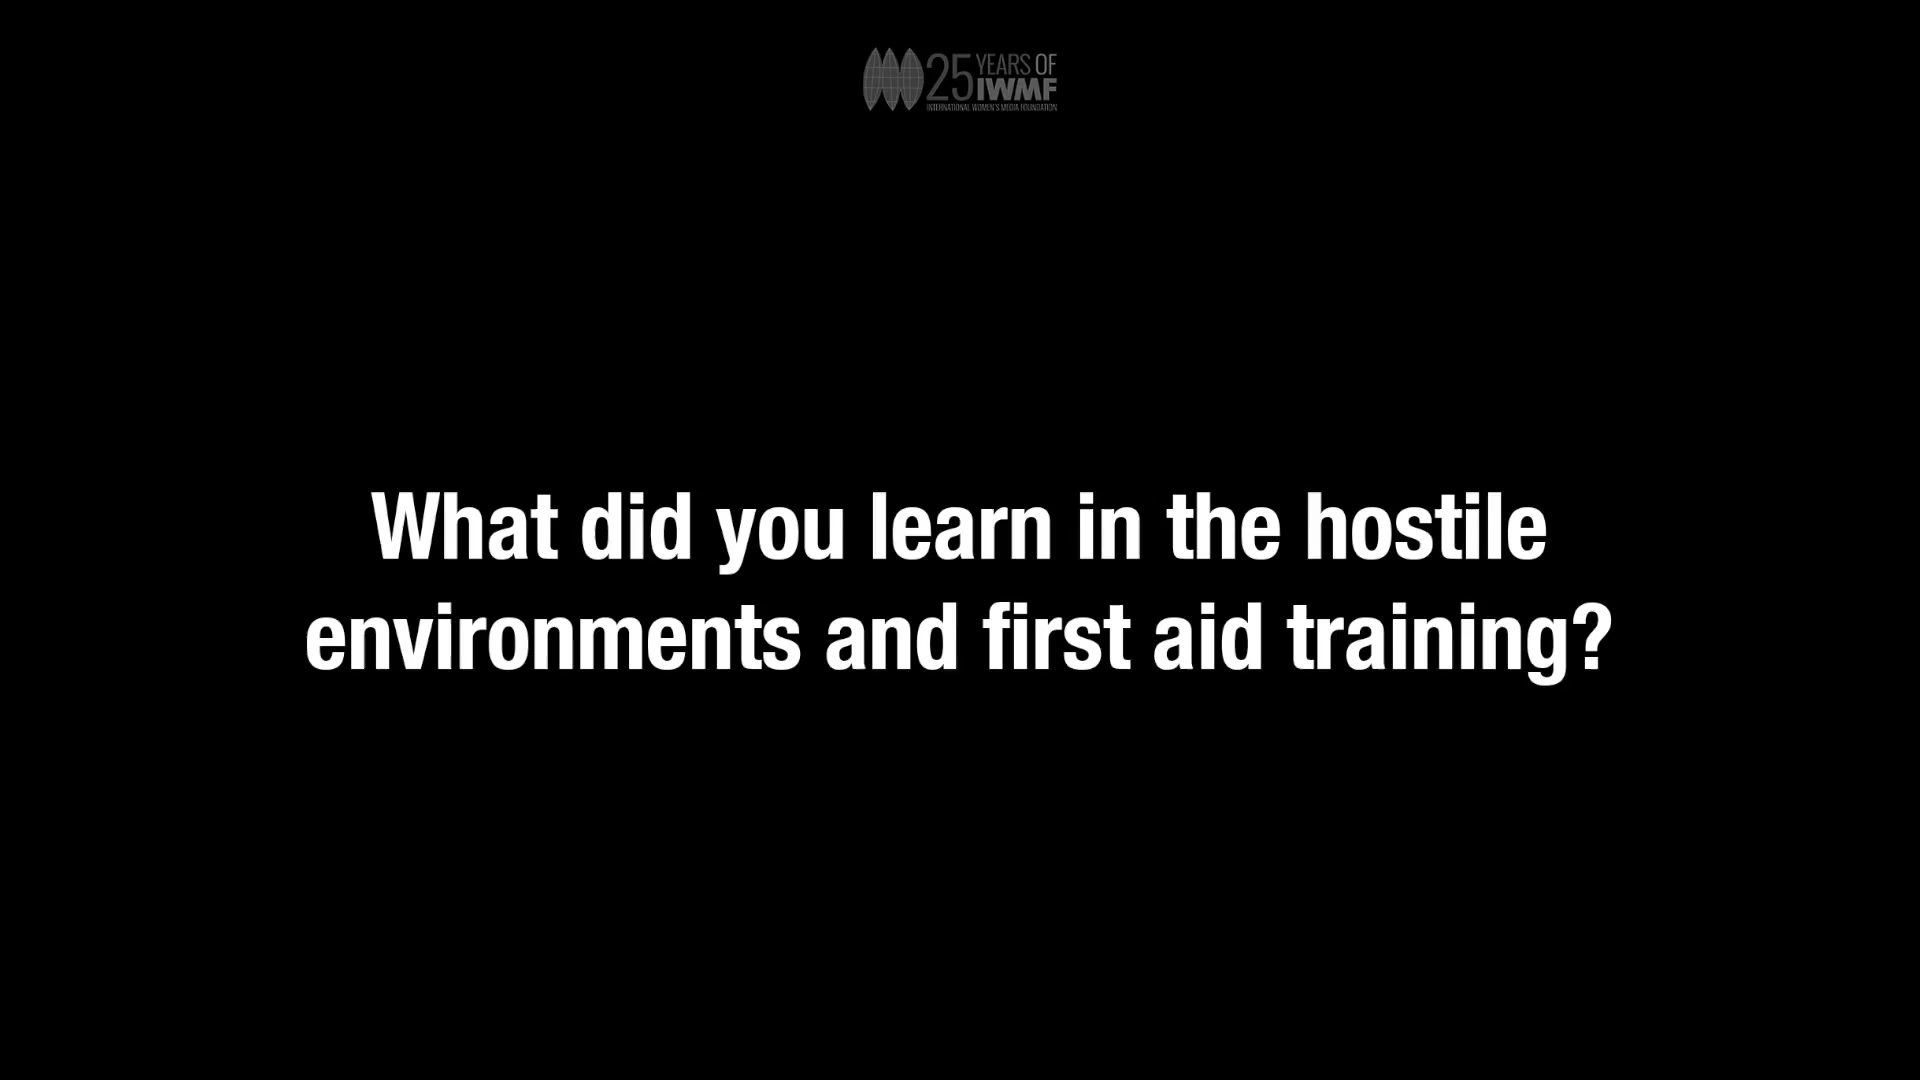 25 YEARS OF
IWMF
INTERNATIONAL WOMEN'S MEDIA FOUNDATION
What did you learn in the hostile
environments and first aid training?